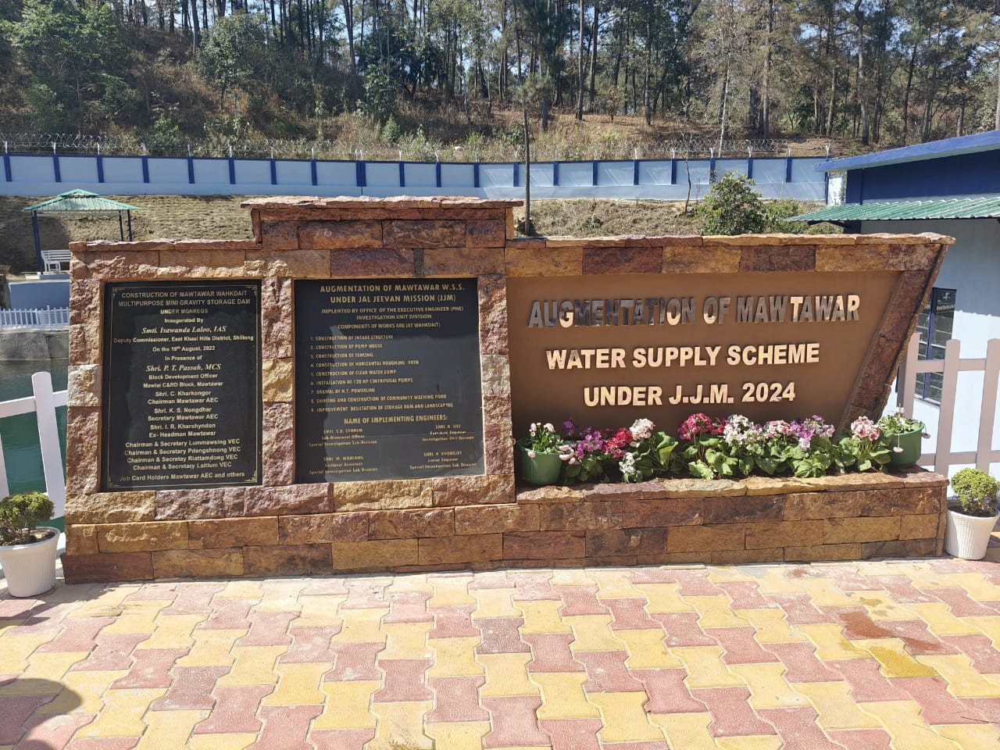 CONSTRUCTION OF MAWTAWAR WAHKDAIT
MULTIPURPOSE MINI GRAVITY STORAGE DAM
UNDER MGNREGS
Inaugurated By
Smti. Isawanda Laloo, IAS
Deputy Commissioner, East Khasi Hills District, Shillong
On the 19th August, 2022
In Presence of
Shri. P. T. Passah, MCS
Block Development Officer
Mawlai C&RD Block, Mawtawar
Shri. C. Kharkongor
Chairman Mawtawar AEC
Shri. K. S. Nongdhar
Secretary Mawtawar AEC
Shri. I. R. Kharshyndon
Ex- Headman Mawtawar
Chairman & Secretary Lummawsing VEC
Chairman & Secretary Pdengshnong VEC
Chairman & Secretay Riattamdong VEC
Chairman & Secretary Laitlum VEC
Job Card Holders Mawtawar AEC and others
AUGMENTATION OF MAWTAWAR W.S.S.
UNDER JAL JEEVAN MISSION (JJM)
IMPLENTED BY OFFICE OF THE EXECUTIVE ENGINEER (PHE)
INVESTIGATION UNIT DIVISION
COMPONENTS OF WORKS ARE (AT WAHKDAIT)
1. CONSTRUCTION OF INTAKE STRUCTURE
2. CONSTRUCTION OF PUMP HOUSE
3. CONSTRUCTION OF FENCING
4. CONSTRUCTION OF HORIZANTAL ROUGHING
5. CONSTRUCTION OF CLEAR WATER SUMP
6. INSTALLATION OF 120 HP CENTRIFUGAL PUMPS
7. DRAWAL OF H.T. POWERLINE
8. SHIFTING AND CONSTRUCTION OF COMMUNITY WASHING POND
9. IMPROVEMENT DESILTATION OF STORAGE DAM AND LANDSCAPING
NAME OF IMPLEMENTING ENGINEERS:
SMTI S.D. SYNREM
Sub-Divisional Officer
Special Investigation Sub Division
SHRI
Executive Engineer
Investigation Division
SHRI M. WARIANG
Sectional Assistant
Special Investigation Sub Division
SHRI R KHONGJEE
Junior Engineer
Special Investigation Sub Division
AUGMENTATION OF MAWTAWAR
WATER SUPPLY SCHEME
UNDER J.J.M. 2024